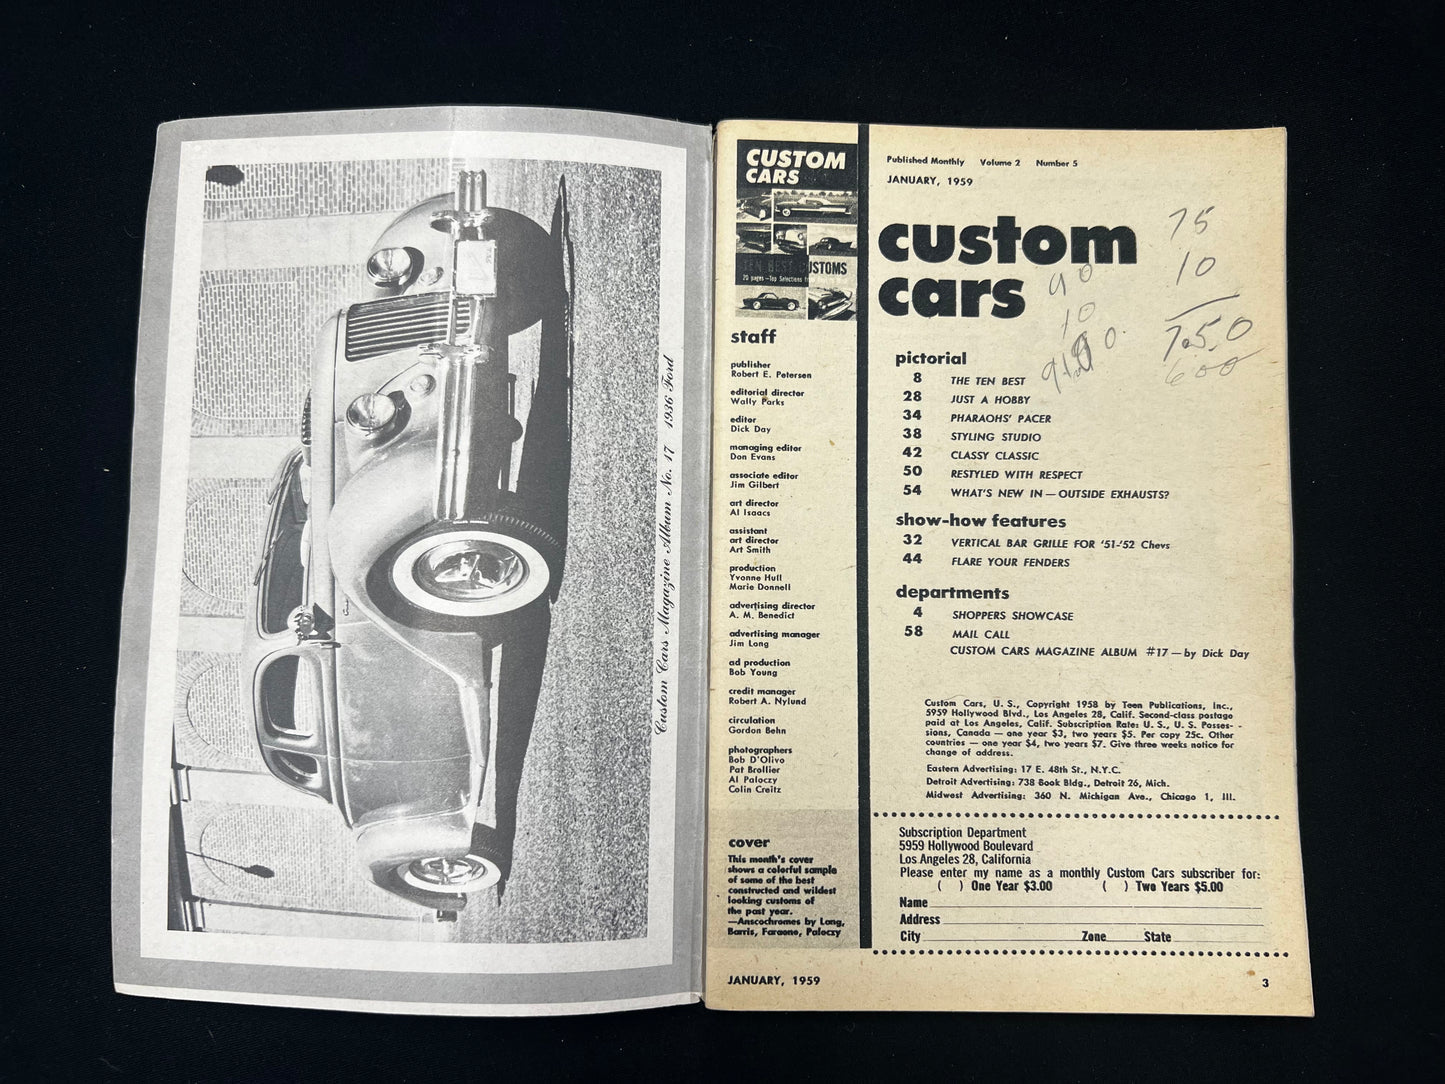 Custom Cars Magazine Album No. 17 1936 Ford
CUSTOM
CARS
TEN BEST CUSTOMS
staff
publisher
Robert E. Petersen
editorial director
Wally Parks
editor
Dick Day
managing editor
Don Evans
associate editor
Jim Gilbert
art director
Al Isaacs
assistant
art director
Art Smith
production
Yvonne Hull
Marie Donnell
advertising director
A. M. Benedict
advertising manager
Jim Long
ad production
Bob Young
credit manager
Robert A. Nylund
circulation
Gordon Behn
photographers
Bob D'Olivo
Pat Brollier
Al Paloczy
Colin Creitz
cover
This month's cover
shows a colorful sample
of some of the best
constructed and wildest
looking customs of
the past year.
—Anscochromes by Long,
Barris, Faraone, Paloczy
Published Monthly Volume 2 Number 5
JANUARY, 1959
custom
cars
75
10
7.50
6 00
90
10
pictorial
8 THE TEN BEST
28 JUST A HOBBY
34 PHARAOHS' PACER
38 STYLING STUDIO
42 CLASSY CLASSIC
50 RESTYLED WITH RESPECT
54 WHAT'S NEW IN—OUTSIDE EXHAUSTS?
show-how features
32 VERTICAL BAR GRILLE FOR '51-'52 Chevs
44 FLARE YOUR FENDERS
departments
4 SHOPPERS SHOWCASE
58 MAIL CALL
CUSTOM CARS MAGAZINE ALBUM #17—by Dick Day
Custom Cars, U. S., Copyright 1958 by Teen Publications, Inc.,
5959 Hollywood Blvd., Los Angeles 28, Calif. Second-class postage
paid at Los Angeles, Calif. Subscription Rate: U. S., U. S. Posses-
sions, Canada — one year $3, two years $5. Per copy 25c. Other
countries — one year $4, two years $7. Give three weeks notice for
change of address.
Eastern Advertising: 17 E. 48th St., N.Y.C.
Detroit Advertising: 738 Book Bldg., Detroit 26, Mich.
Midwest Advertising: 360 N. Michigan Ave., Chicago 1, Ill.
Subscription Department
5959 Hollywood Boulevard
Los Angeles 28, California
Please enter my name as a monthly Custom Cars subscriber for:
( ) One Year $3.00 ( ) Two Years $5.00
Name
Address
City Zone State
JANUARY, 1959
3